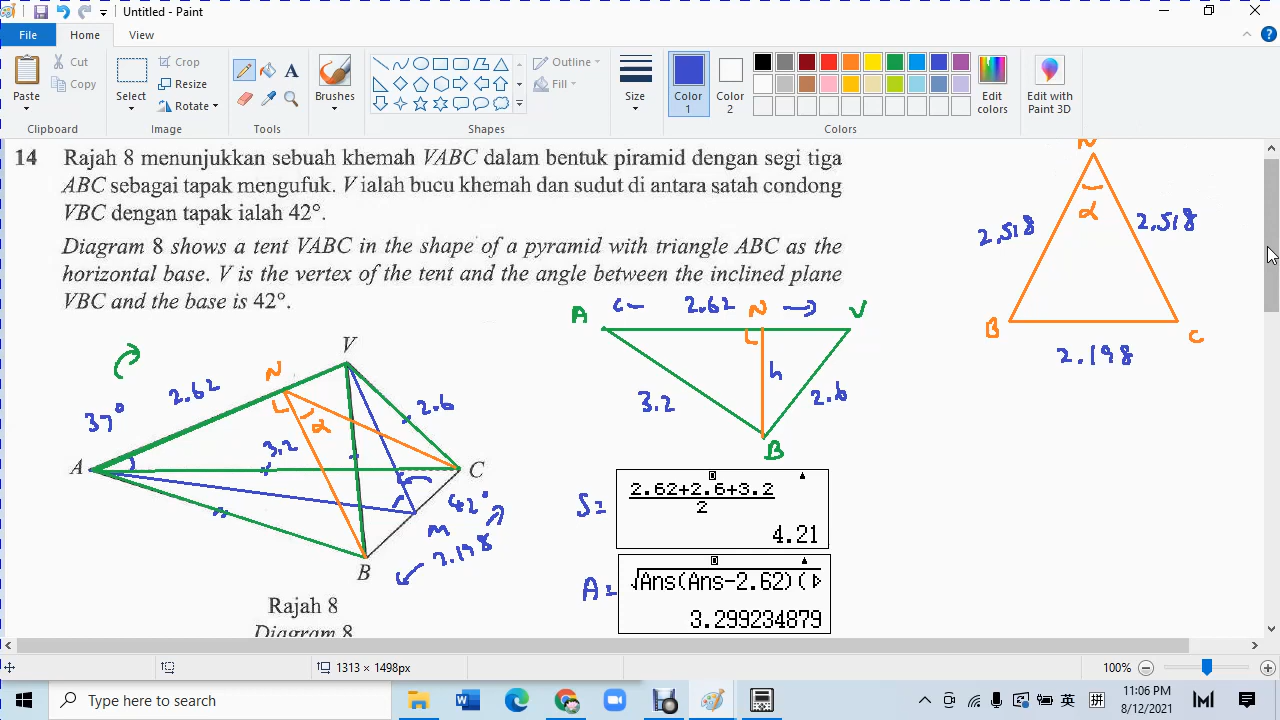 Untitled - Paint
File
Home
View
Paste
Cut
Copy
Clipboard
Select
Crop
Resize
Rotate
Image
A
Tools
Brushes
Outline
Fill
Shapes
Size
Color 1
Color 2
Edit colors
Edit with Paint 3D
Colors
14 Rajah 8 menunjukkan sebuah khemah VABC dalam bentuk piramid dengan segi tiga
ABC sebagai tapak mengufuk. V ialah bucu khemah dan sudut di antara satah condong
VBC dengan tapak ialah 42°.
Diagram 8 shows a tent VABC in the shape of a pyramid with triangle ABC as the
horizontal base. V is the vertex of the tent and the angle between the inclined plane
VBC and the base is 42°.
V
N
2.62
37°
α
2.6
3.2
A
C
42°
M
2.198
B
Rajah 8
Diagram 8
A
2.62
N
V
h
3.2
2.6
B
S=
2.62+2.6+3.2
2
4.21
A=
√Ans(Ans-2.62)(
3.299234879
N
α
2.518
2.518
B
C
2.198
1313 × 1498px
100%
Type here to search
英
拼
11:06 PM
8/12/2021